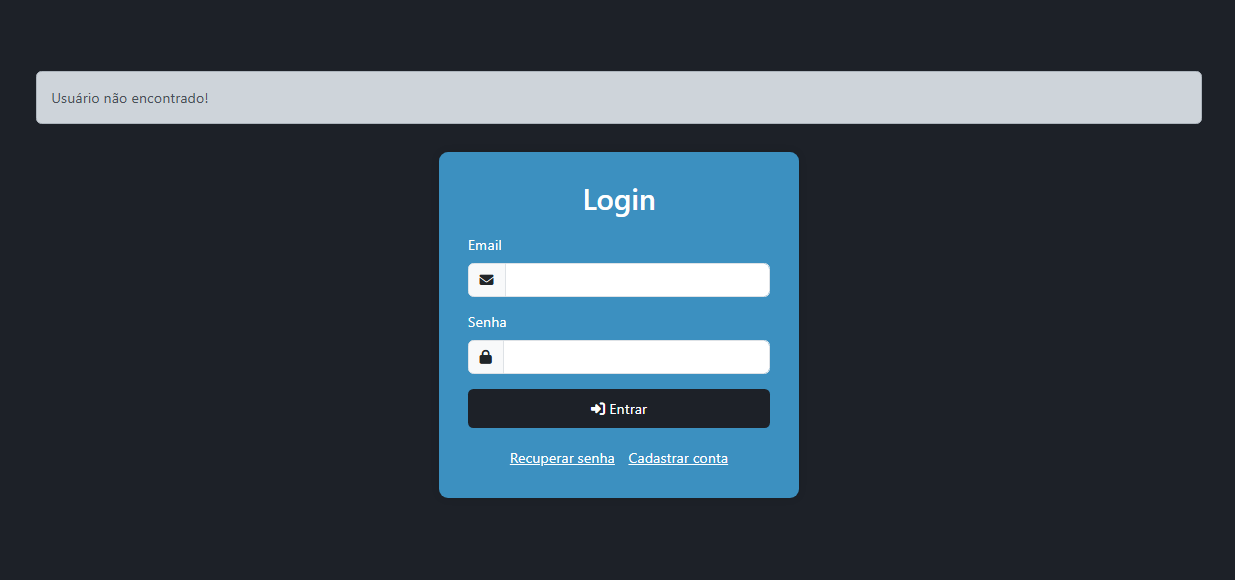 Usuário não encontrado!
Login
Email
Senha
Entrar
Recuperar senha Cadastrar conta